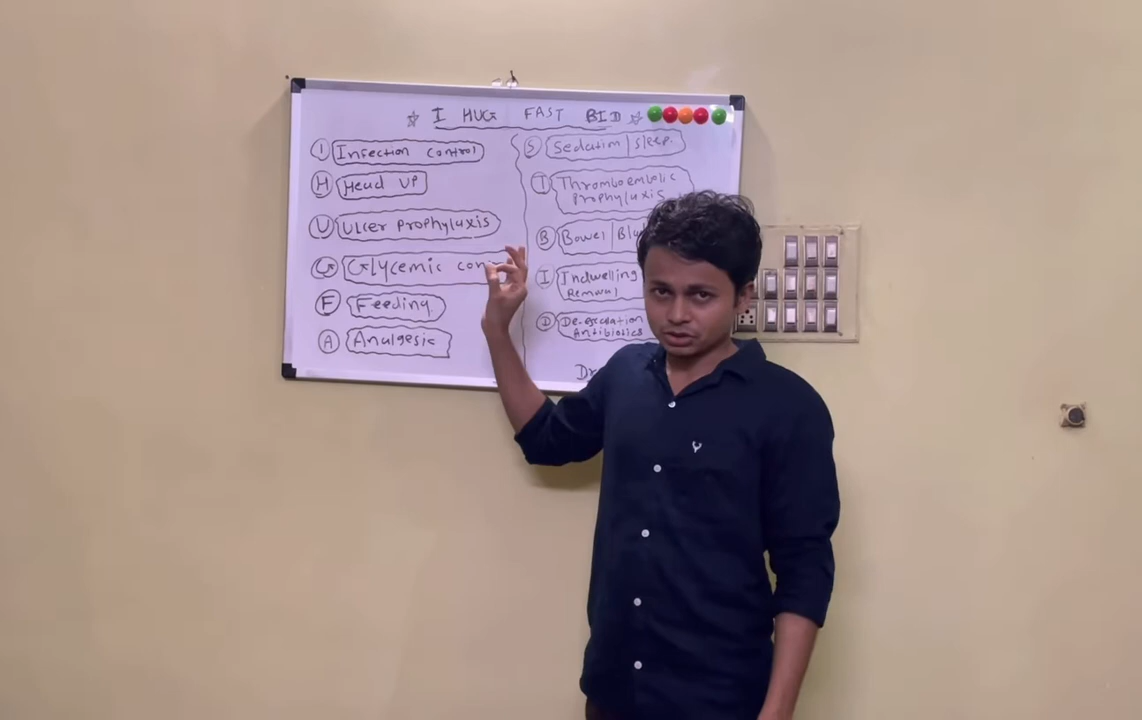 ☆ I HUG FAST BID ☆
I Infection control
H Head UP
U Ulcer prophylaxis
G Glycemic con
F Feeding
A Analgesic
S Sedation | Sleep.
T Thromboembolic
Prophylaxis
B Bowel |
I Indwelling
Removal
D De-escalation
Antibiotics
Dr